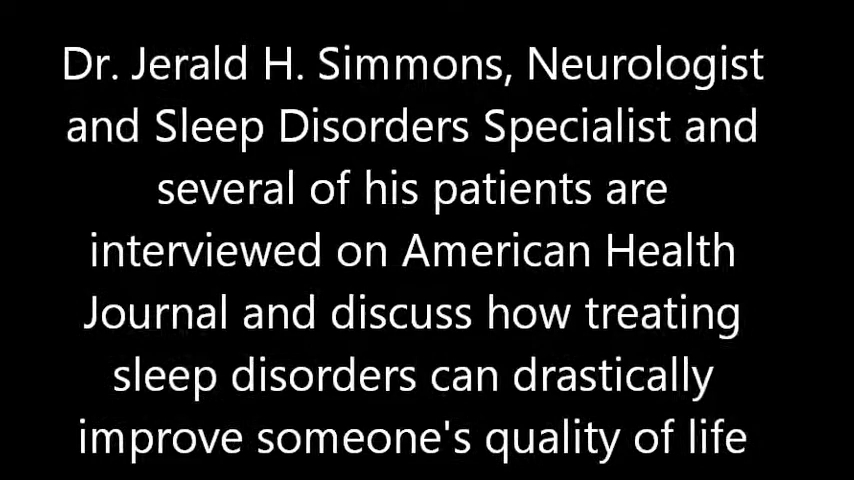 Dr. Jerald H. Simmons, Neurologist
and Sleep Disorders Specialist and
several of his patients are
interviewed on American Health
Journal and discuss how treating
sleep disorders can drastically
improve someone's quality of life